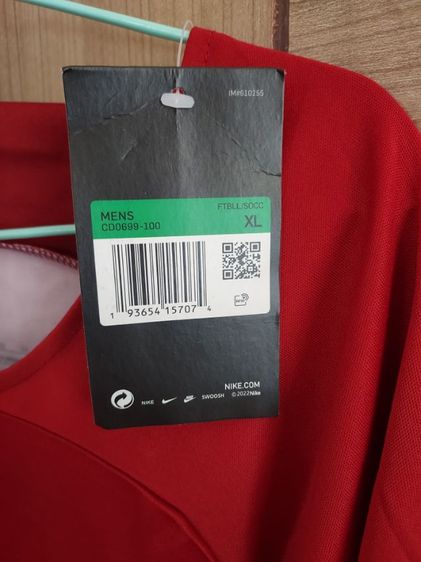 IM#610255
MENS FTBLL/SOCC
CD0699-100 XL
1 93654 15707 4
NIKE.COM
NIKE SWOOSH ©2022Nike